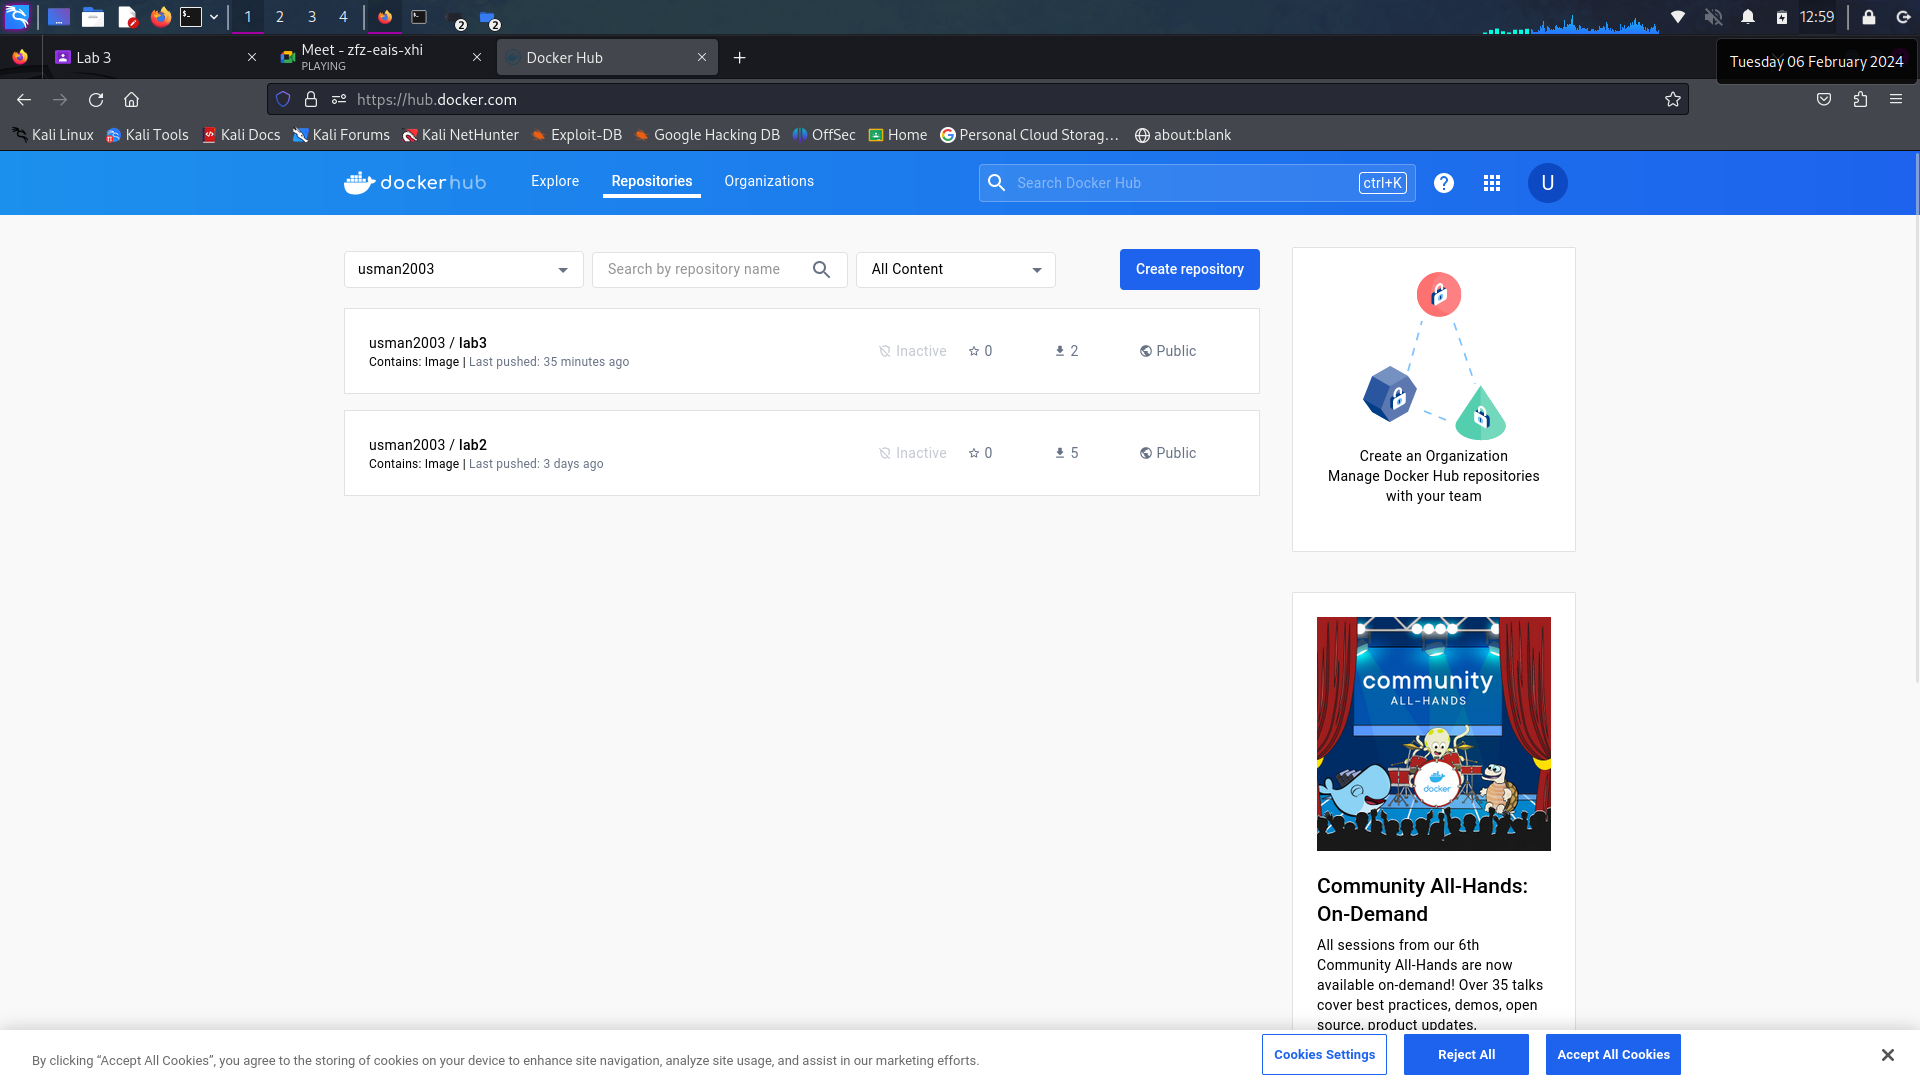 1 2 3 4
2
2
12:59
Lab 3
Meet - zfz-eais-xhi
PLAYING
Docker Hub
Tuesday 06 February 2024
https://hub.docker.com
Kali Linux
Kali Tools
Kali Docs
Kali Forums
Kali NetHunter
Exploit-DB
Google Hacking DB
OffSec
Home
Personal Cloud Storag…
about:blank
dockerhub
Explore
Repositories
Organizations
Search Docker Hub
ctrl+K
?
U
usman2003
Search by repository name
All Content
Create repository
usman2003 / lab3
Contains: Image | Last pushed: 35 minutes ago
Inactive
0
2
Public
usman2003 / lab2
Contains: Image | Last pushed: 3 days ago
Inactive
0
5
Public
Create an Organization
Manage Docker Hub repositories
with your team
community
ALL-HANDS
docker
Community All-Hands:
On-Demand
All sessions from our 6th
Community All-Hands are now
available on-demand! Over 35 talks
cover best practices, demos, open
source, product updates,
By clicking “Accept All Cookies”, you agree to the storing of cookies on your device to enhance site navigation, analyze site usage, and assist in our marketing efforts.
Cookies Settings
Reject All
Accept All Cookies